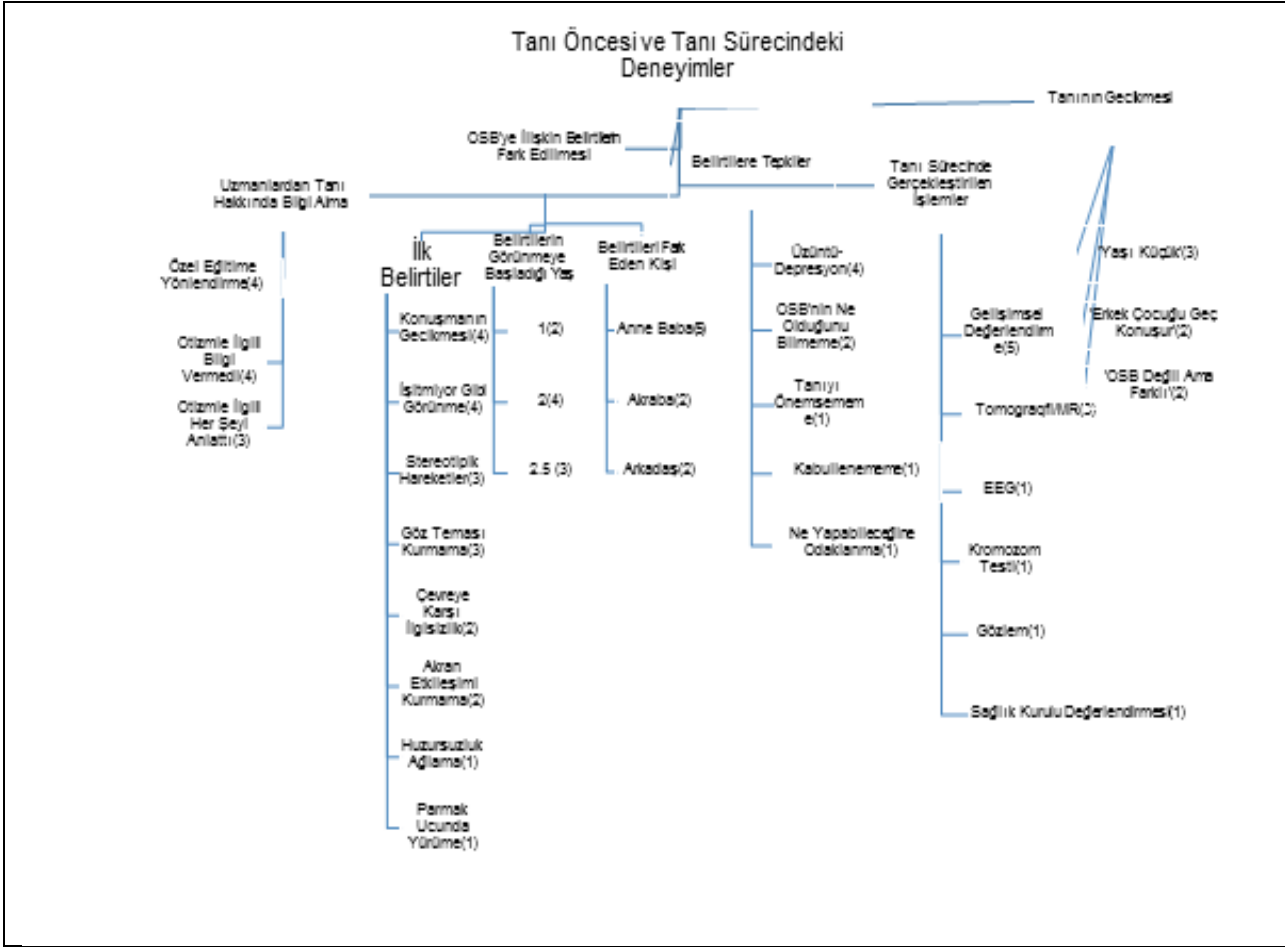 Tanı Öncesi ve Tanı Sürecindeki
Deneyimler
Tanının Gecikmesi
OSB'ye İlişkin Belirtilerin
Fark Edilmesi
Belirtilere Tepkiler
Tanı Sürecinde
Gerçekleştirilen
İşlemler
Uzmanlardan Tanı
Hakkında Bilgi Alma
Özel Eğitime
Yönlendirme(4)
Otizmle İlgili
Bilgi
Vermedi(4)
Otizmle İlgili
Her Şeyi
Anlattı(3)
İlk
Belirtiler
Konuşmanın
Gecikmesi(4)
İşitmiyor Gibi
Görünme(4)
Stereotipik
Hareketler(3)
Göz Teması
Kurmama(3)
Çevreye
Karşı
İlgisizlik(2)
Akran
Etkileşimi
Kurmama(2)
Huzursuzluk
Ağlama(1)
Parmak
Ucunda
Yürüme(1)
Belirtilerin
Görünmeye
Başladığı Yaş
1(2)
2(4)
2.5 (3)
Belirtileri Fak
Eden Kişi
Anne Baba(5)
Akraba(2)
Arkadaş(2)
Üzüntü-
Depresyon(4)
OSB'nin Ne
Olduğunu
Bilmeme(2)
Tanıyı
Önemsemem
e(1)
Kabullenememe(1)
Ne Yapabileceğine
Odaklanma(1)
Gelişimsel
Değerlendirm
e(5)
Tomograqfi/MR(3)
EEG(1)
Kromozom
Testi(1)
Gözlem(1)
Sağlık Kurulu Değerlendirmesi(1)
'Yaşı Küçük'(3)
'Erkek Çocuğu Geç
Konuşur'(2)
'OSB Değil Ama
Farklı'(2)